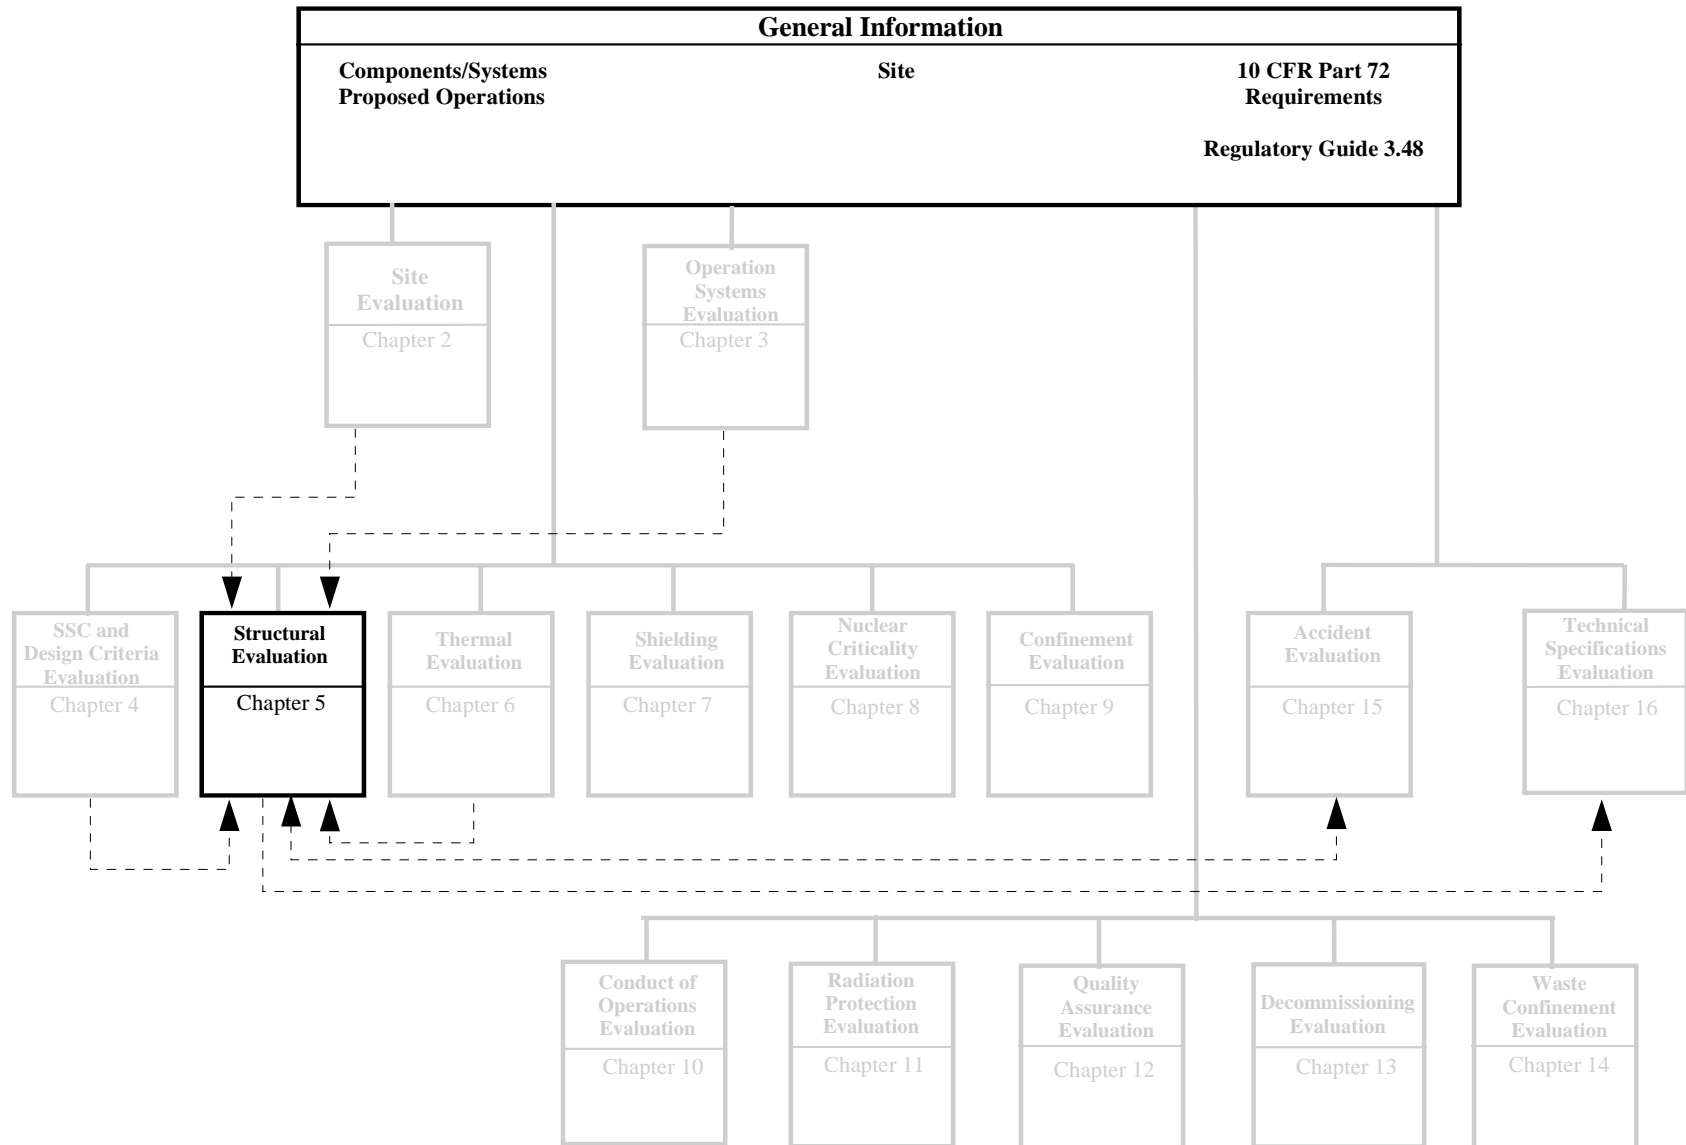 General Information
Components/Systems
Proposed Operations
Site
10 CFR Part 72
Requirements
Regulatory Guide 3.48
Site
Evaluation
Chapter 2
Operation
Systems
Evaluation
Chapter 3
SSC and
Design Criteria
Evaluation
Chapter 4
Structural
Evaluation
Chapter 5
Thermal
Evaluation
Chapter 6
Shielding
Evaluation
Chapter 7
Nuclear
Criticality
Evaluation
Chapter 8
Confinement
Evaluation
Chapter 9
Accident
Evaluation
Chapter 15
Technical
Specifications
Evaluation
Chapter 16
Conduct of
Operations
Evaluation
Chapter 10
Radiation
Protection
Evaluation
Chapter 11
Quality
Assurance
Evaluation
Chapter 12
Decommissioning
Evaluation
Chapter 13
Waste
Confinement
Evaluation
Chapter 14